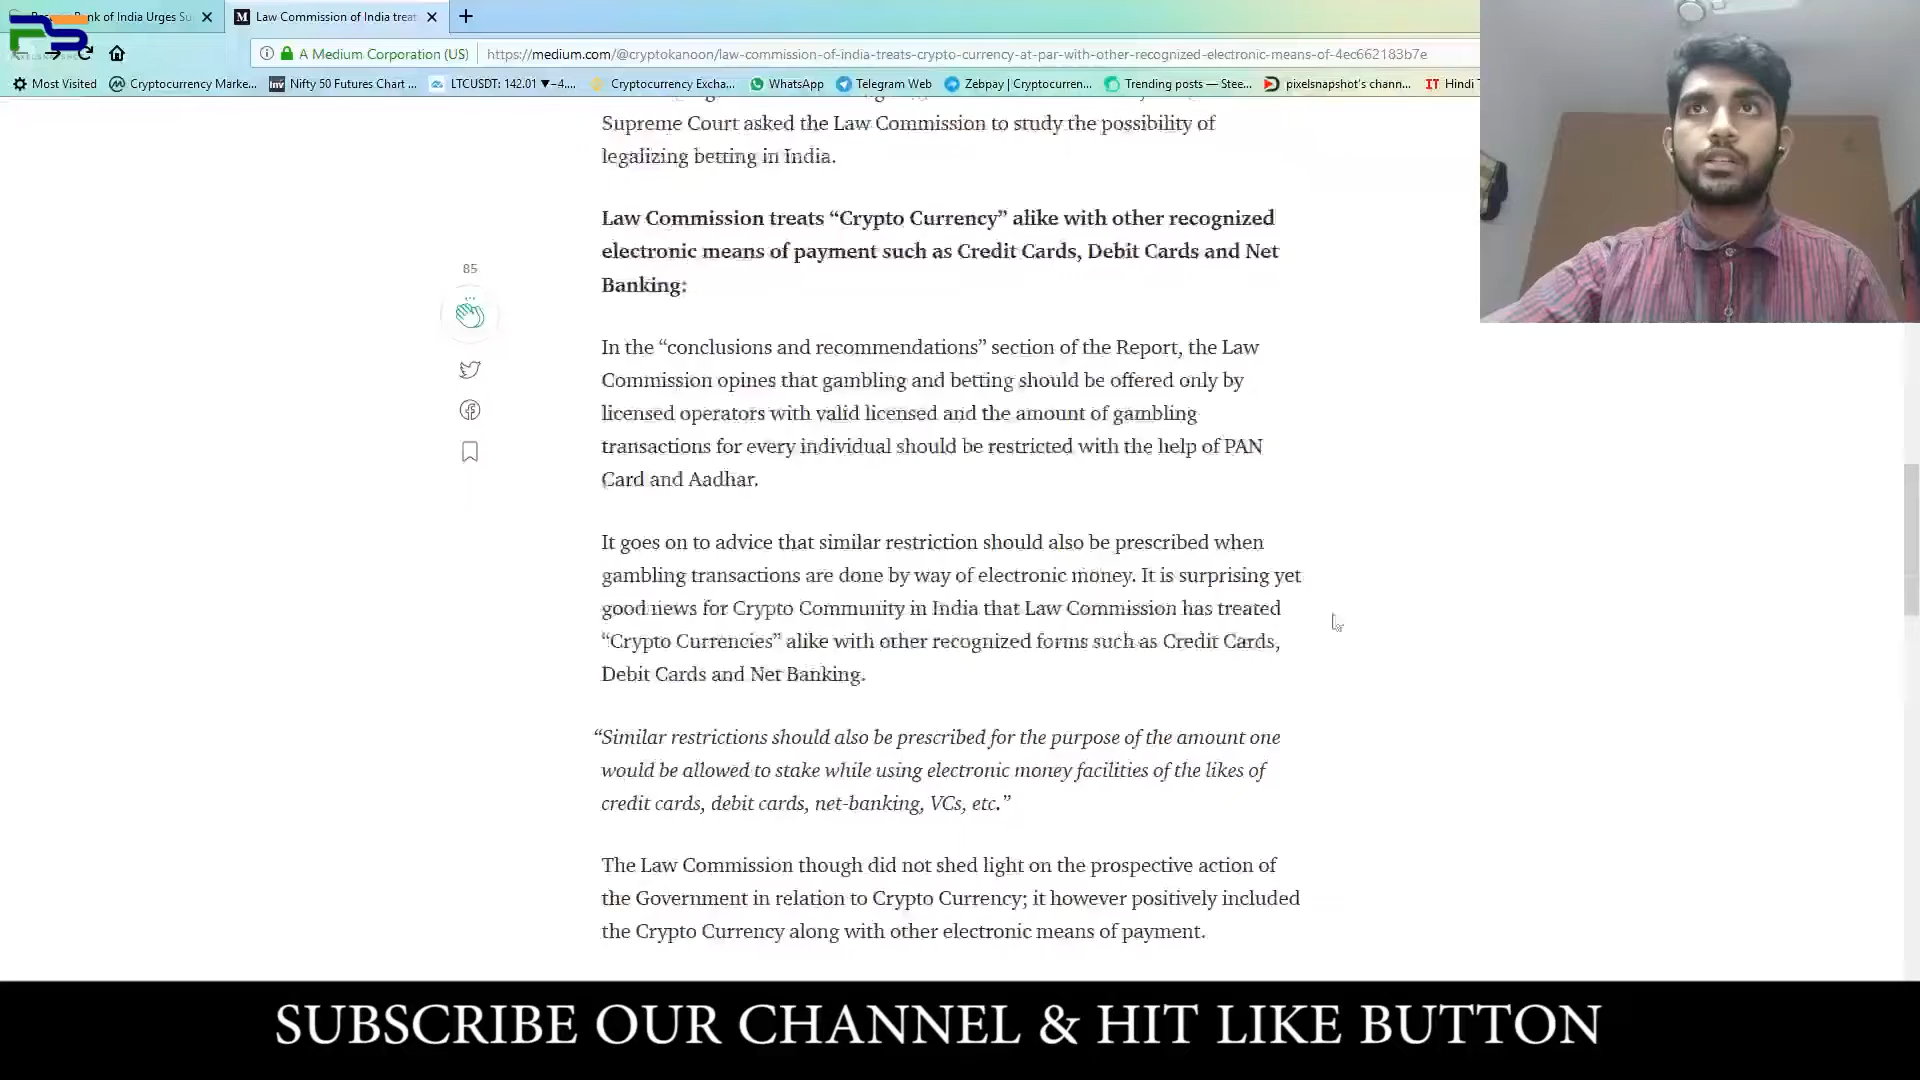 Bank of India Urges Su
Law Commission of India treat
A Medium Corporation (US)
https://medium.com/@cryptokanoon/law-commission-of-india-treats-crypto-currency-at-par-with-other-recognized-electronic-means-of-4ec662183b7e
Most Visited
Cryptocurrency Marke...
Nifty 50 Futures Chart ...
LTCUSDT: 142.01 ▼−4....
Cryptocurrency Excha...
WhatsApp
Telegram Web
Zebpay | Cryptocurren...
Trending posts — Stee...
pixelsnapshot's chann...
Hindi
Supreme Court asked the Law Commission to study the possibility of
legalizing betting in India.
Law Commission treats “Crypto Currency” alike with other recognized
electronic means of payment such as Credit Cards, Debit Cards and Net
Banking:
85
In the “conclusions and recommendations” section of the Report, the Law
Commission opines that gambling and betting should be offered only by
licensed operators with valid licensed and the amount of gambling
transactions for every individual should be restricted with the help of PAN
Card and Aadhar.
It goes on to advice that similar restriction should also be prescribed when
gambling transactions are done by way of electronic money. It is surprising yet
good news for Crypto Community in India that Law Commission has treated
“Crypto Currencies” alike with other recognized forms such as Credit Cards,
Debit Cards and Net Banking.
“Similar restrictions should also be prescribed for the purpose of the amount one
would be allowed to stake while using electronic money facilities of the likes of
credit cards, debit cards, net-banking, VCs, etc.”
The Law Commission though did not shed light on the prospective action of
the Government in relation to Crypto Currency; it however positively included
the Crypto Currency along with other electronic means of payment.
SUBSCRIBE OUR CHANNEL & HIT LIKE BUTTON